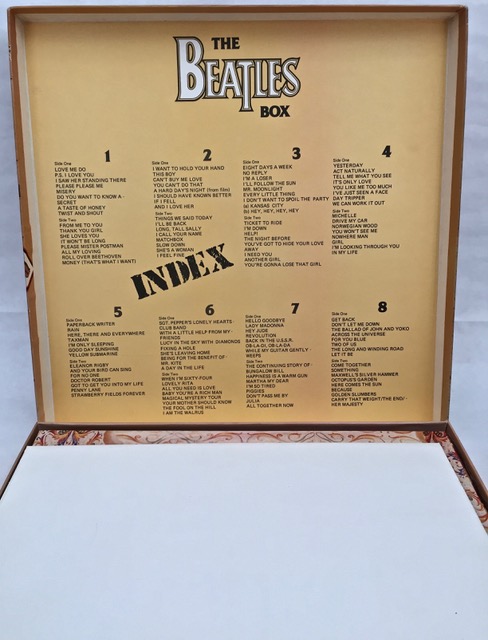 THE
BEATLES
BOX
1
Side One
LOVE ME DO
P.S. I LOVE YOU
I SAW HER STANDING THERE
PLEASE PLEASE ME
MISERY
DO YOU WANT TO KNOW A -
SECRET
A TASTE OF HONEY
TWIST AND SHOUT
Side Two
FROM ME TO YOU
THANK YOU GIRL
SHE LOVES YOU
IT WON'T BE LONG
PLEASE MISTER POSTMAN
ALL MY LOVING
ROLL OVER BEETHOVEN
MONEY (THAT'S WHAT I WANT)
2
Side One
I WANT TO HOLD YOUR HAND
THIS BOY
CAN'T BUY ME LOVE
YOU CAN'T DO THAT
A HARD DAY'S NIGHT (from film)
I SHOULD HAVE KNOWN BETTER
IF I FELL
AND I LOVE HER
Side Two
THINGS WE SAID TODAY
I'LL BE BACK
LONG, TALL SALLY
I CALL YOUR NAME
MATCHBOX
SLOW DOWN
SHE'S A WOMAN
I FEEL FINE
3
Side One
EIGHT DAYS A WEEK
NO REPLY
I'M A LOSER
I'LL FOLLOW THE SUN
MR. MOONLIGHT
EVERY LITTLE THING
I DON'T WANT TO SPOIL THE PARTY
(a) KANSAS CITY
(b) HEY, HEY, HEY, HEY
Side Two
TICKET TO RIDE
I'M DOWN
HELP!
THE NIGHT BEFORE
YOU'VE GOT TO HIDE YOUR LOVE
AWAY
I NEED YOU
ANOTHER GIRL
YOU'RE GONNA LOSE THAT GIRL
4
Side One
YESTERDAY
ACT NATURALLY
TELL ME WHAT YOU SEE
IT'S ONLY LOVE
YOU LIKE ME TOO MUCH
I'VE JUST SEEN A FACE
DAY TRIPPER
WE CAN WORK IT OUT
Side Two
MICHELLE
DRIVE MY CAR
NORWEGIAN WOOD
YOU WON'T SEE ME
NOWHERE MAN
GIRL
I'M LOOKING THROUGH YOU
IN MY LIFE
INDEX
5
Side One
PAPERBACK WRITER
RAIN
HERE, THERE AND EVERYWHERE
TAXMAN
I'M ONLY SLEEPING
GOOD DAY SUNSHINE
YELLOW SUBMARINE
Side Two
ELEANOR RIGBY
AND YOUR BIRD CAN SING
FOR NO ONE
DOCTOR ROBERT
GOT TO GET YOU INTO MY LIFE
PENNY LANE
STRAWBERRY FIELDS FOREVER
6
Side One
SGT. PEPPER'S LONELY HEARTS -
CLUB BAND
WITH A LITTLE HELP FROM MY -
FRIENDS
LUCY IN THE SKY WITH DIAMONDS
FIXING A HOLE
SHE'S LEAVING HOME
BEING FOR THE BENEFIT OF -
MR. KITE
A DAY IN THE LIFE
Side Two
WHEN I'M SIXTY-FOUR
LOVELY RITA
ALL YOU NEED IS LOVE
BABY YOU'RE A RICH MAN
MAGICAL MYSTERY TOUR
YOUR MOTHER SHOULD KNOW
THE FOOL ON THE HILL
I AM THE WALRUS
7
Side One
HELLO GOODBYE
LADY MADONNA
HEY JUDE
REVOLUTION
BACK IN THE U.S.S.R.
OB-LA-DI, OB-LA-DA
WHILE MY GUITAR GENTLY
WEEPS
Side Two
THE CONTINUING STORY OF -
BUNGALOW BILL
HAPPINESS IS A WARM GUN
MARTHA MY DEAR
I'M SO TIRED
PIGGIES
DON'T PASS ME BY
JULIA
ALL TOGETHER NOW
8
Side One
GET BACK
DON'T LET ME DOWN
THE BALLAD OF JOHN AND YOKO
ACROSS THE UNIVERSE
FOR YOU BLUE
TWO OF US
THE LONG AND WINDING ROAD
LET IT BE
Side Two
COME TOGETHER
SOMETHING
MAXWELL'S SILVER HAMMER
OCTOPUS'S GARDEN
HERE COMES THE SUN
BECAUSE
GOLDEN SLUMBERS
CARRY THAT WEIGHT/THE END/ -
HER MAJESTY